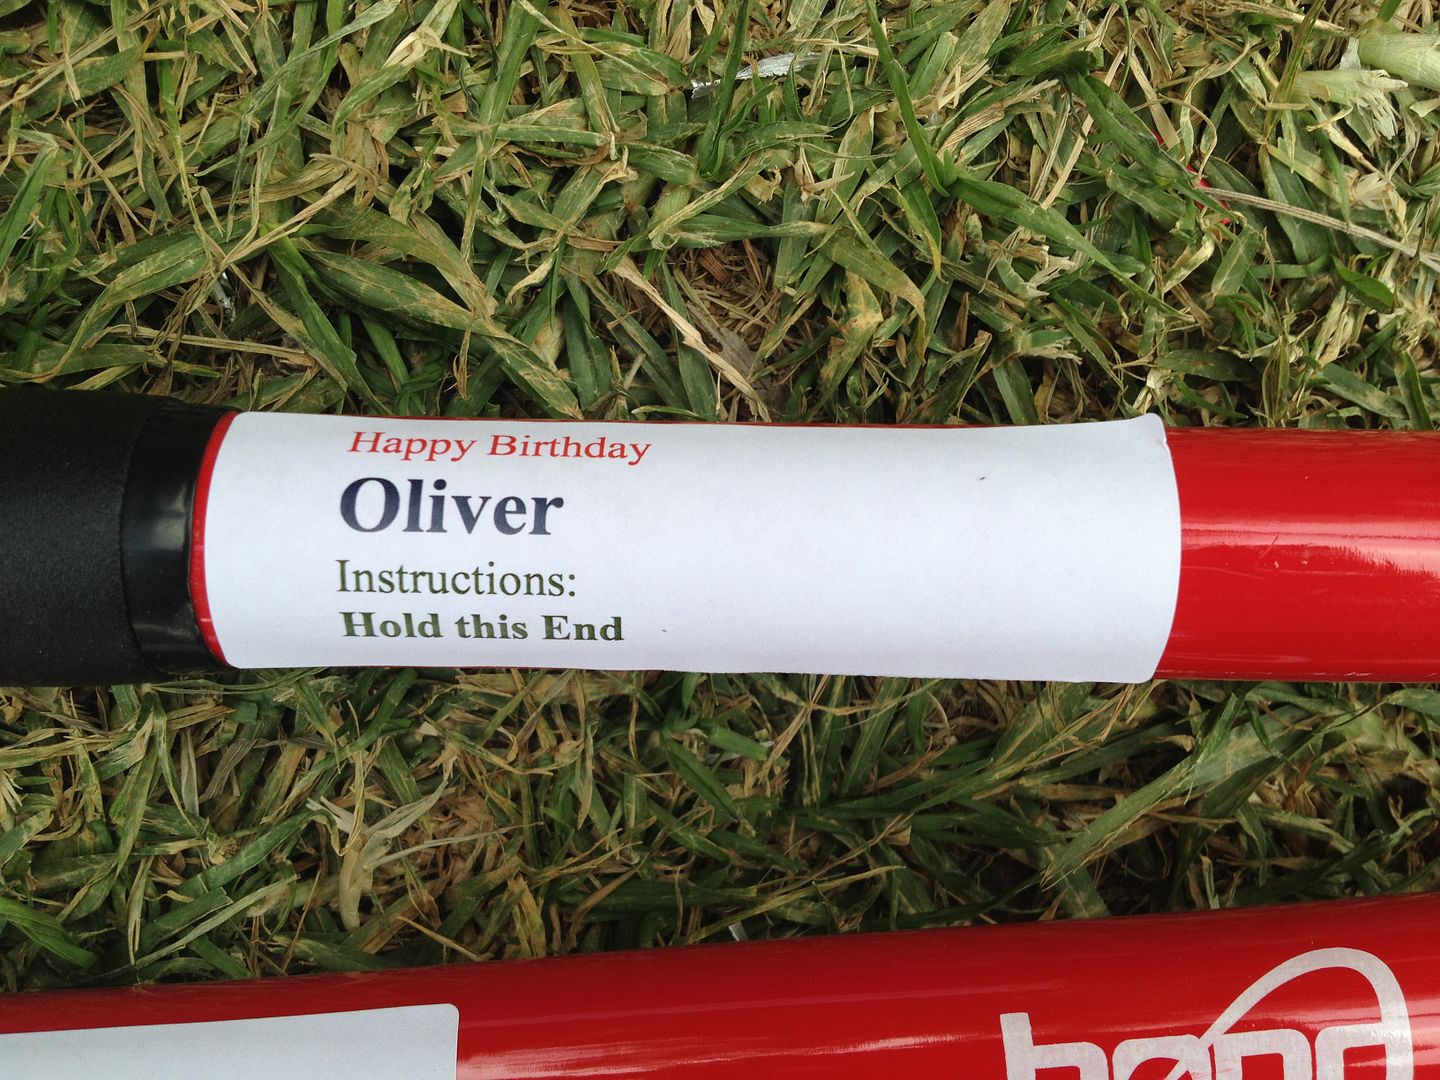 Happy Birthday
Oliver
Instructions:
Hold this End